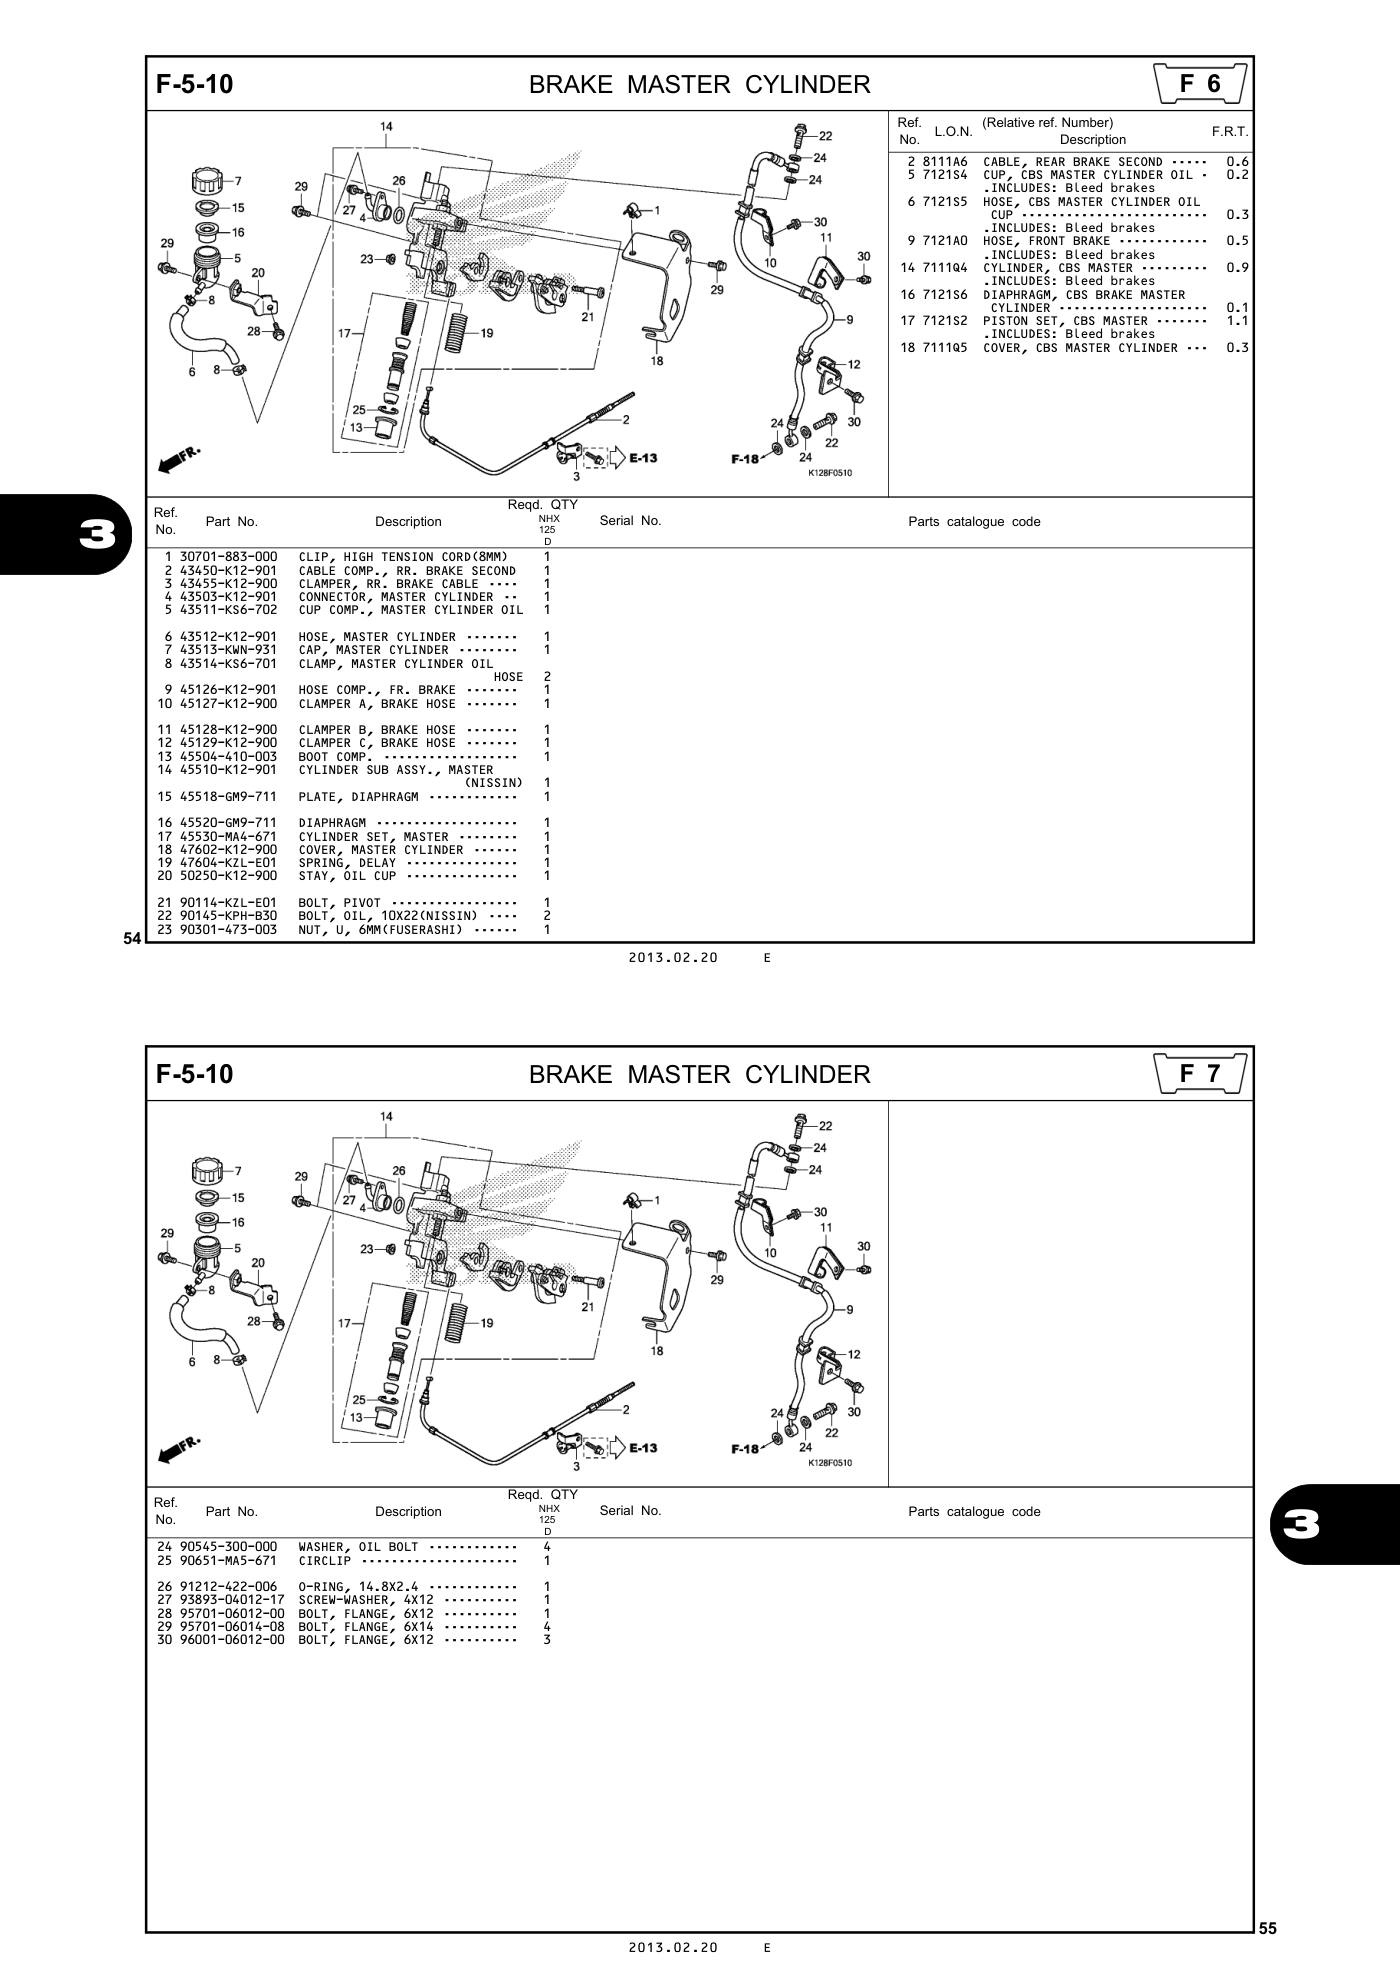 F-5-10
BRAKE MASTER CYLINDER
F 6
14
29
27
26
4
7
15
16
29
5
20
8
28
6
8
23
17
25
13
19
21
1
29
18
2
3
E-13
22
24
24
30
10
11
30
9
12
30
24
22
24
F-18
K128F0510
FR.
Ref. No. L.O.N. (Relative ref. Number) Description F.R.T.
2 8111A6 CABLE, REAR BRAKE SECOND ----- 0.6
5 7121S4 CUP, CBS MASTER CYLINDER OIL - 0.2
.INCLUDES: Bleed brakes
6 7121S5 HOSE, CBS MASTER CYLINDER OIL
CUP ------------------------- 0.3
.INCLUDES: Bleed brakes
9 7121A0 HOSE, FRONT BRAKE ------------ 0.5
.INCLUDES: Bleed brakes
14 7111Q4 CYLINDER, CBS MASTER --------- 0.9
.INCLUDES: Bleed brakes
16 7121S6 DIAPHRAGM, CBS BRAKE MASTER
CYLINDER -------------------- 0.1
17 7121S2 PISTON SET, CBS MASTER ------- 1.1
.INCLUDES: Bleed brakes
18 7111Q5 COVER, CBS MASTER CYLINDER --- 0.3
3
Ref. No. Part No. Description Reqd. QTY NHX 125 D Serial No. Parts catalogue code
1 30701-883-000 CLIP, HIGH TENSION CORD(8MM) 1
2 43450-K12-901 CABLE COMP., RR. BRAKE SECOND 1
3 43455-K12-900 CLAMPER, RR. BRAKE CABLE ---- 1
4 43503-K12-901 CONNECTOR, MASTER CYLINDER -- 1
5 43511-KS6-702 CUP COMP., MASTER CYLINDER OIL 1
6 43512-K12-901 HOSE, MASTER CYLINDER ------- 1
7 43513-KWN-931 CAP, MASTER CYLINDER -------- 1
8 43514-KS6-701 CLAMP, MASTER CYLINDER OIL
HOSE 2
9 45126-K12-901 HOSE COMP., FR. BRAKE ------- 1
10 45127-K12-900 CLAMPER A, BRAKE HOSE ------- 1
11 45128-K12-900 CLAMPER B, BRAKE HOSE ------- 1
12 45129-K12-900 CLAMPER C, BRAKE HOSE ------- 1
13 45504-410-003 BOOT COMP. ------------------ 1
14 45510-K12-901 CYLINDER SUB ASSY., MASTER
(NISSIN) 1
15 45518-GM9-711 PLATE, DIAPHRAGM ------------ 1
16 45520-GM9-711 DIAPHRAGM ------------------- 1
17 45530-MA4-671 CYLINDER SET, MASTER -------- 1
18 47602-K12-900 COVER, MASTER CYLINDER ------ 1
19 47604-KZL-E01 SPRING, DELAY --------------- 1
20 50250-K12-900 STAY, OIL CUP --------------- 1
21 90114-KZL-E01 BOLT, PIVOT ----------------- 1
22 90145-KPH-B30 BOLT, OIL, 10X22(NISSIN) ---- 2
23 90301-473-003 NUT, U, 6MM(FUSERASHI) ------ 1
54
2013.02.20 E
F-5-10
BRAKE MASTER CYLINDER
F 7
14
29
27
26
4
7
15
16
29
5
20
8
28
6
8
23
17
25
13
19
21
1
29
18
2
3
E-13
22
24
24
30
10
11
30
9
12
30
24
22
24
F-18
K128F0510
FR.
Ref. No. Part No. Description Reqd. QTY NHX 125 D Serial No. Parts catalogue code
3
24 90545-300-000 WASHER, OIL BOLT ------------ 4
25 90651-MA5-671 CIRCLIP --------------------- 1
26 91212-422-006 O-RING, 14.8X2.4 ------------ 1
27 93893-04012-17 SCREW-WASHER, 4X12 ---------- 1
28 95701-06012-00 BOLT, FLANGE, 6X12 ---------- 1
29 95701-06014-08 BOLT, FLANGE, 6X14 ---------- 4
30 96001-06012-00 BOLT, FLANGE, 6X12 ---------- 3
55
2013.02.20 E